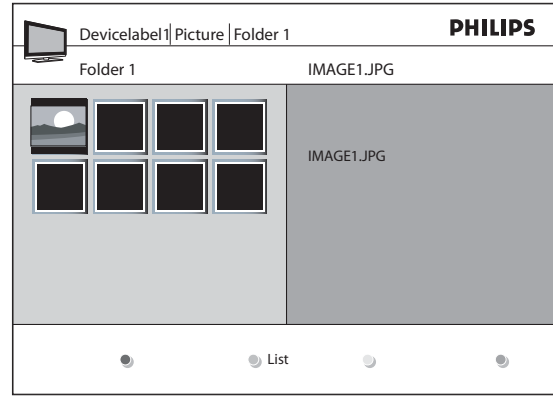 Devicelabel1 Picture Folder 1 PHILIPS
Folder 1 IMAGE1.JPG
IMAGE1.JPG
List